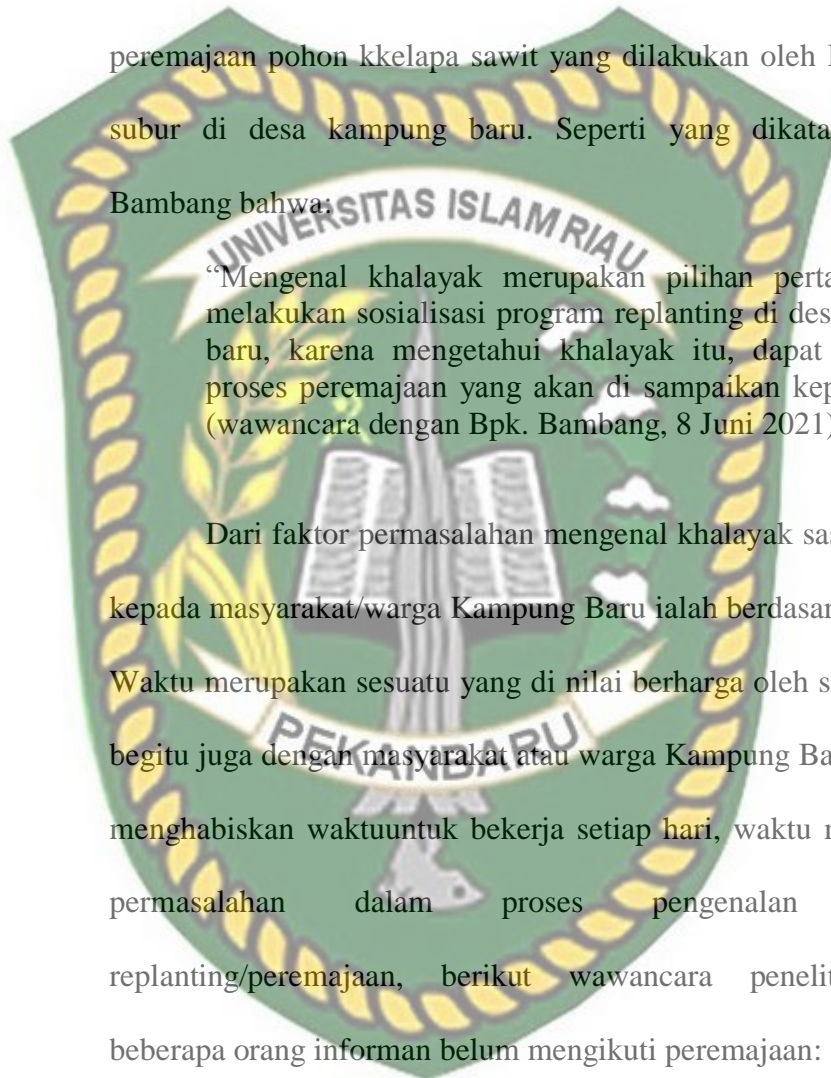 peremajaan pohon kkelapa sawit yang dilakukan oleh
subur di desa kampung baru. Seperti yang dikata
Bambang bahwa:
UNIVERSITAS ISLAM RIAU
“Mengenal khalayak merupakan pilihan perta
melakukan sosialisasi program replanting di des
baru, karena mengetahui khalayak itu, dapat
proses peremajaan yang akan di sampaikan kep
(wawancara dengan Bpk. Bambang, 8 Juni 2021)
Dari faktor permasalahan mengenal khalayak sas
kepada masyarakat/warga Kampung Baru ialah berdasar
Waktu merupakan sesuatu yang di nilai berharga oleh s
begitu juga dengan masyarakat atau warga Kampung Ba
PEKANBARU
menghabiskan waktuuntuk bekerja setiap hari, waktu
permasalahan dalam proses pengenalan
replanting/peremajaan, berikut wawancara penelit
beberapa orang informan belum mengikuti peremajaan: